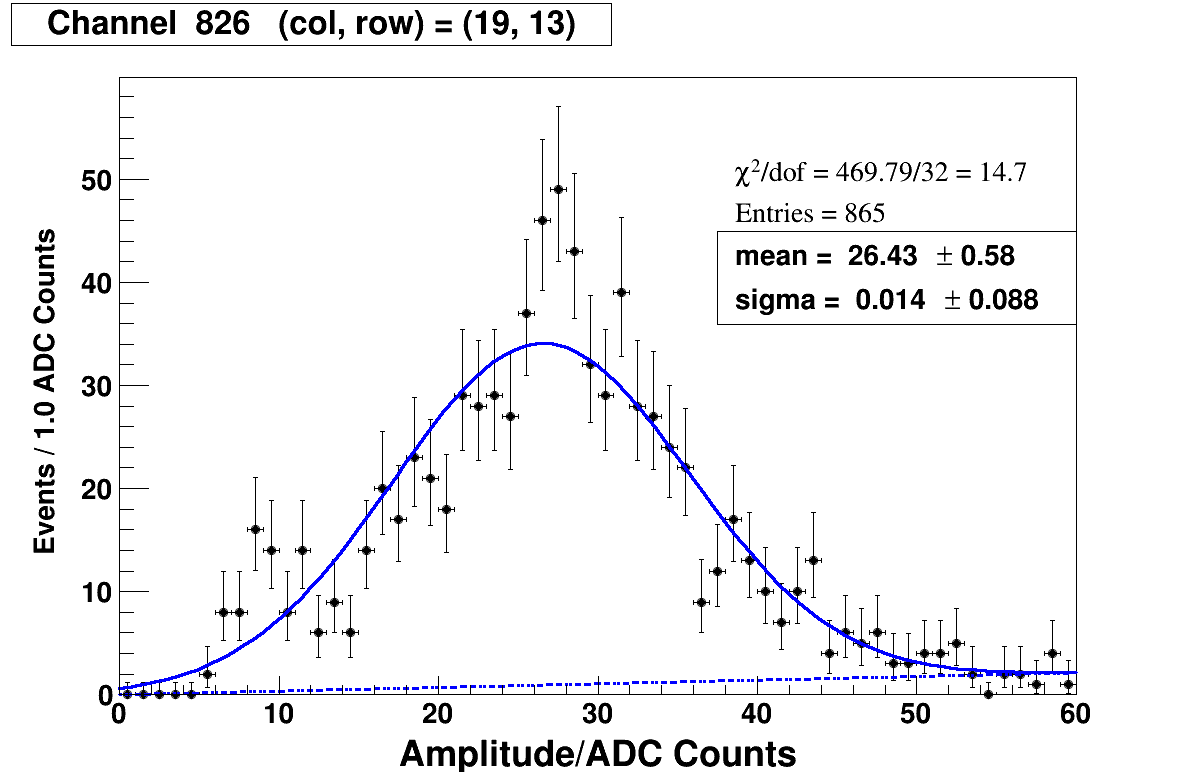 Channel 826 (col, row) = (19, 13)
χ²/dof = 469.79/32 = 14.7
Entries = 865
mean = 26.43 ± 0.58
sigma = 0.014 ± 0.088
Events / 1.0 ADC Counts
50
40
30
20
10
0
0 10 20 30 40 50 60
Amplitude/ADC Counts